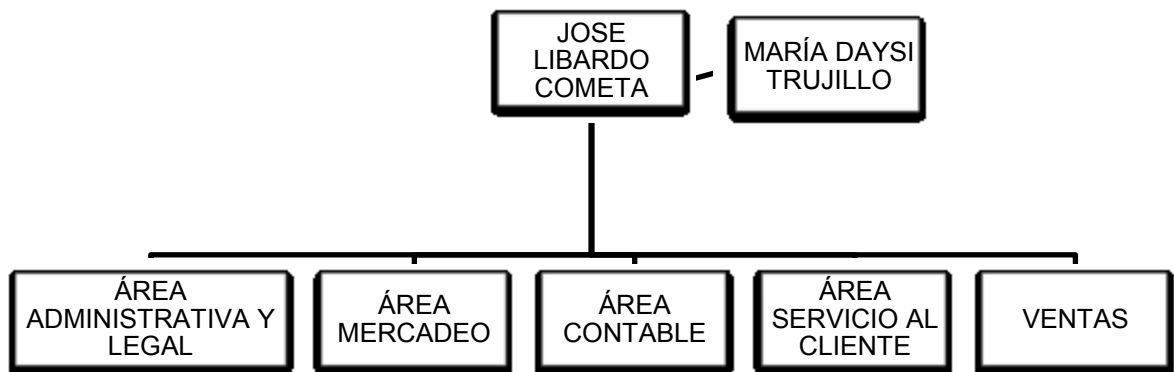 JOSE
LIBARDO
COMETA
MARÍA DAYSI
TRUJILLO
ÁREA
ADMINISTRATIVA Y
LEGAL
ÁREA
MERCADEO
ÁREA
CONTABLE
ÁREA
SERVICIO AL
CLIENTE
VENTAS